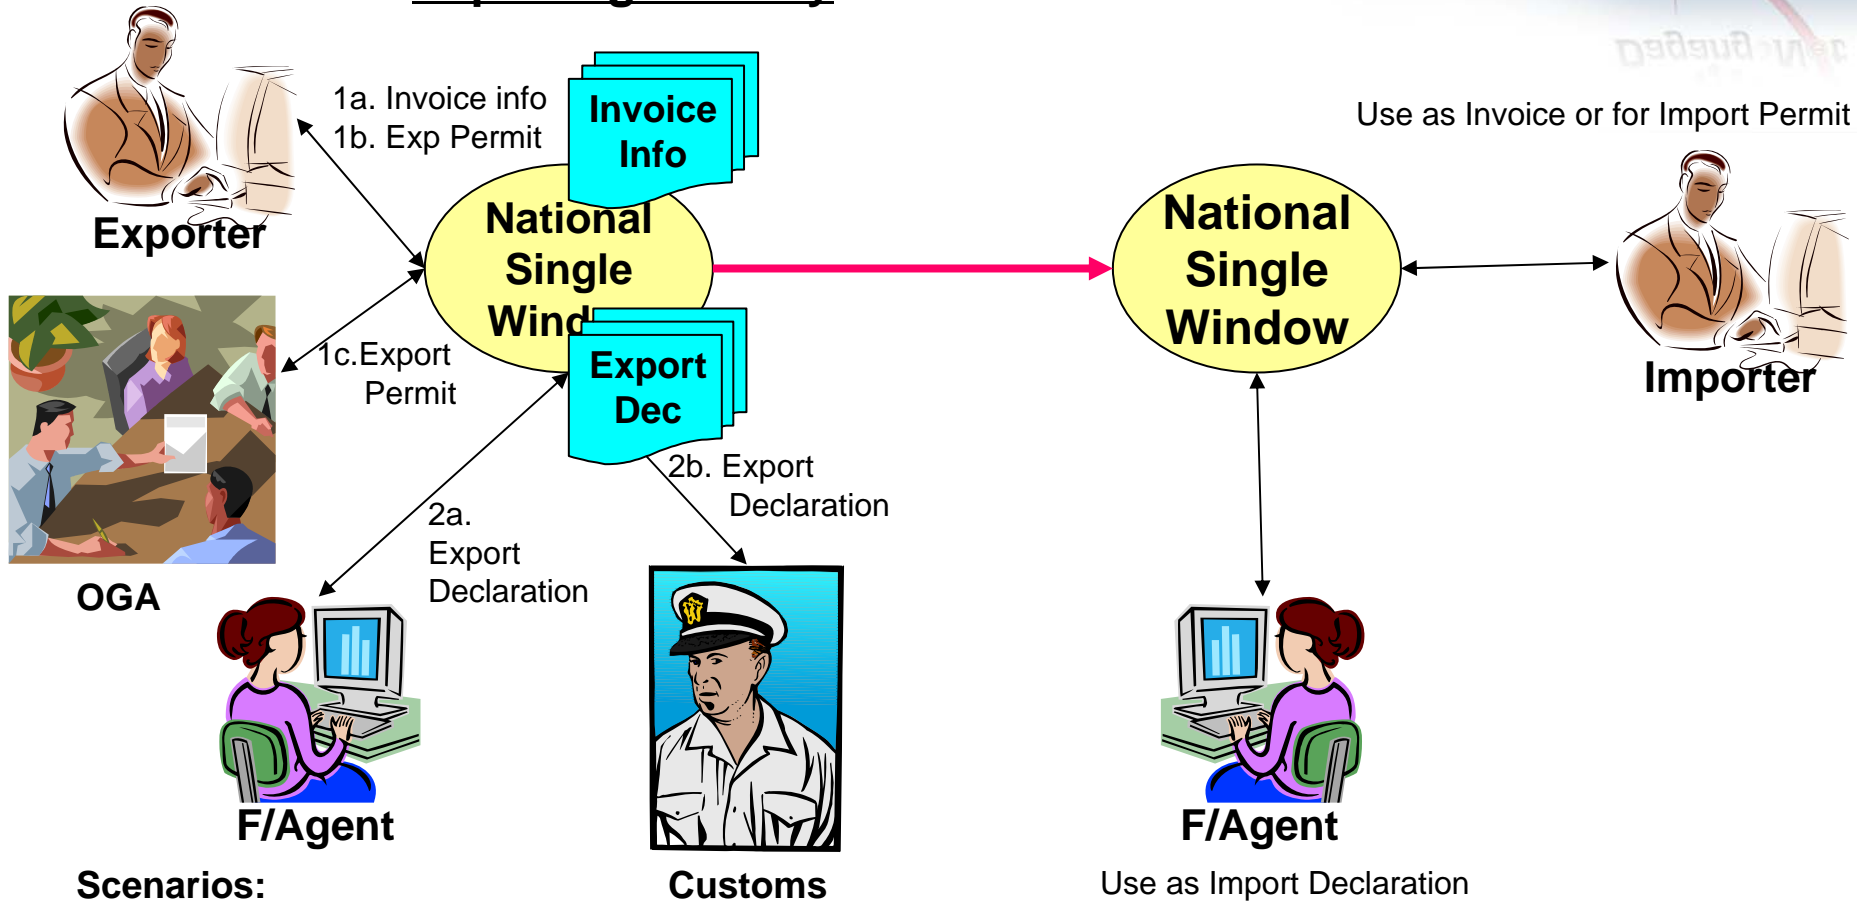 1a. Invoice info
1b. Exp Permit
Invoice
Info
Use as Invoice or for Import Permit
Exporter
National
Single
National
Single
Window
Importer
1c.Export
Permit
Export
Dec
2b. Export
Declaration
2a.
Export
Declaration
OGA
F/Agent
Customs
F/Agent
Scenarios:
Use as Import Declaration